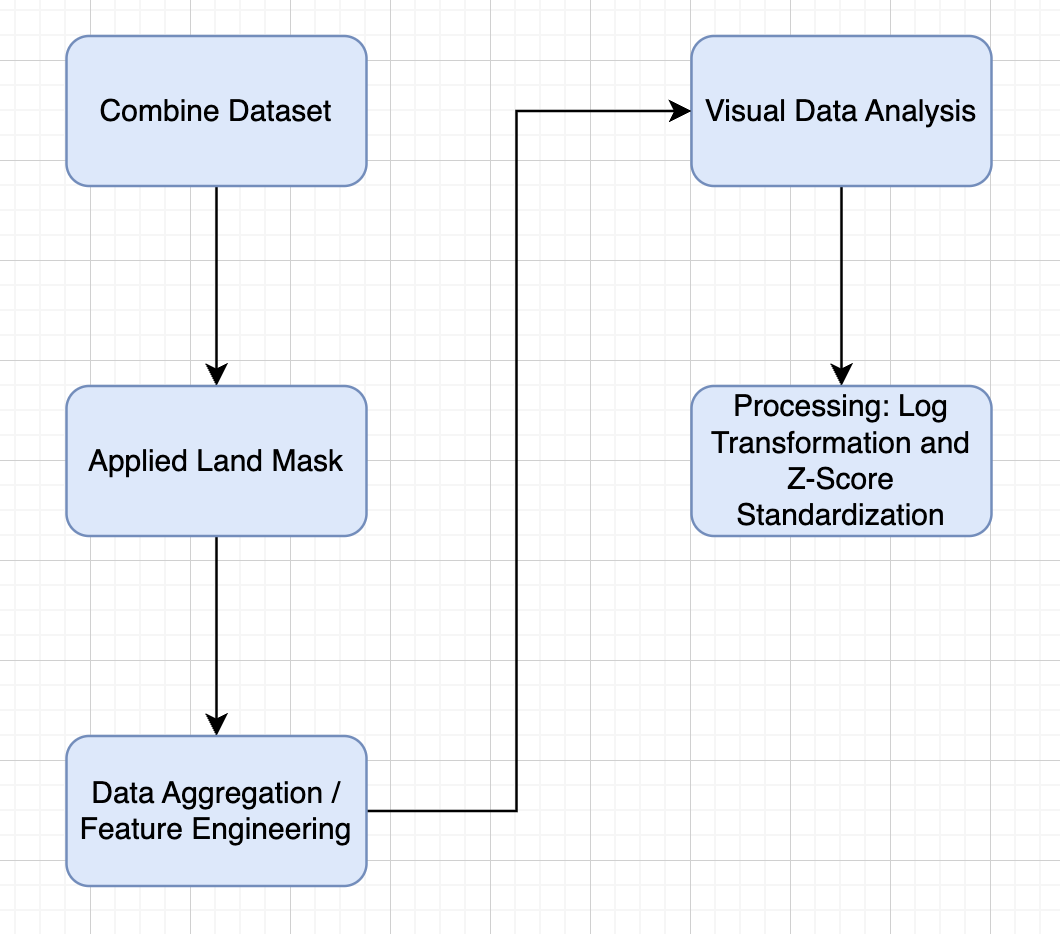 Combine Dataset
Applied Land Mask
Data Aggregation /
Feature Engineering
Visual Data Analysis
Processing: Log
Transformation and
Z-Score
Standardization